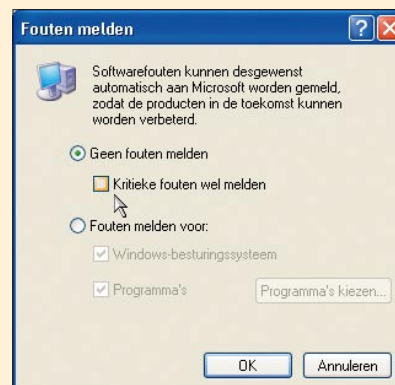 Fouten melden
Softwarefouten kunnen desgewenst
automatisch aan Microsoft worden gemeld,
zodat de producten in de toekomst kunnen
worden verbeterd.
Geen fouten melden
Kritieke fouten wel melden
Fouten melden voor:
Windows-besturingssysteem
Programma's
Programma's kiezen...
OK
Annuleren